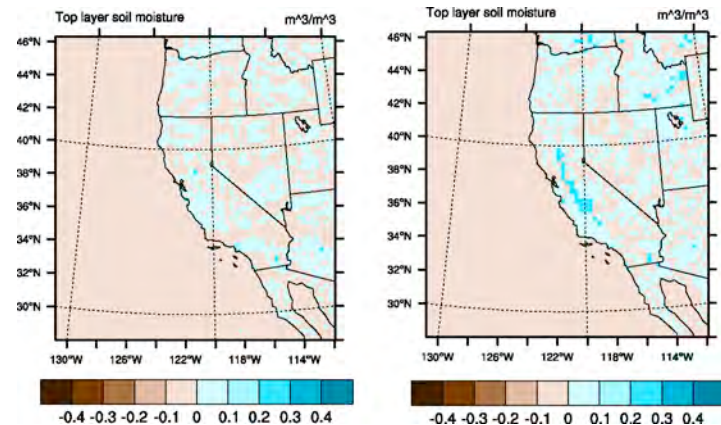 Top layer soil moisture m^3/m^3
46°N
44°N
42°N
40°N
38°N
36°N
34°N
32°N
30°N
130°W 126°W 122°W 118°W 114°W
-0.4 -0.3 -0.2 -0.1 0 0.1 0.2 0.3 0.4
Top layer soil moisture m^3/m^3
46°N
44°N
42°N
40°N
38°N
36°N
34°N
32°N
30°N
130°W 126°W 122°W 118°W 114°W
-0.4 -0.3 -0.2 -0.1 0 0.1 0.2 0.3 0.4